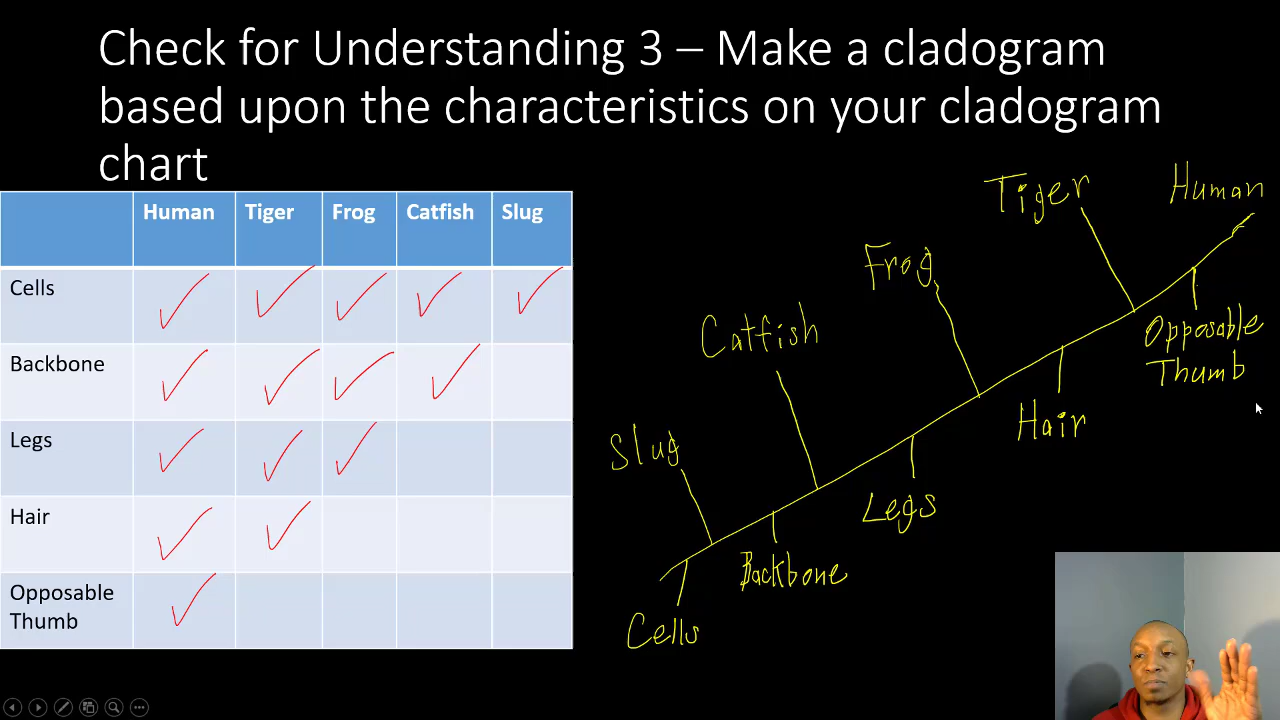 Check for Understanding 3 – Make a cladogram
based upon the characteristics on your cladogram
chart
Human Tiger Frog Catfish Slug
Cells
Backbone
Legs
Hair
Opposable
Thumb
Human
Tiger
Frog
Catfish
Slug
Opposable
Thumb
Hair
Legs
Backbone
Cells